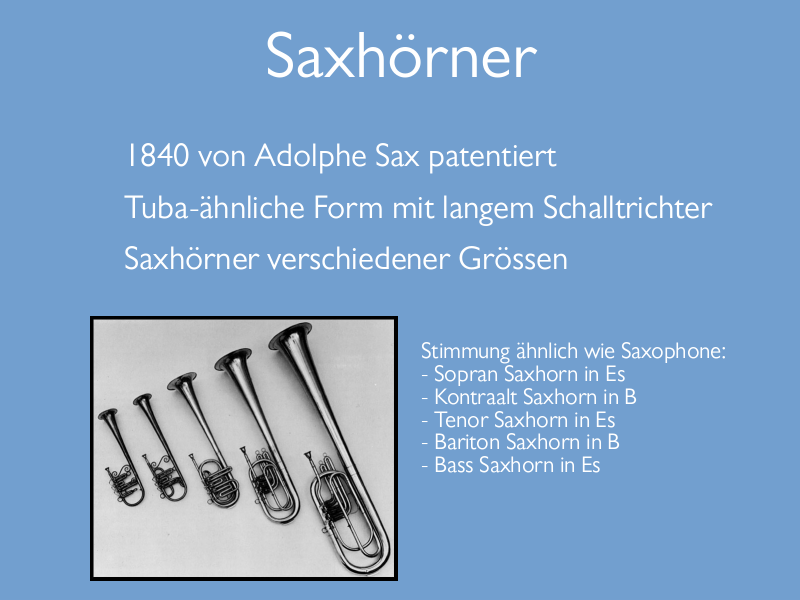 Saxhörner
1840 von Adolphe Sax patentiert
Tuba-ähnliche Form mit langem Schalltrichter
Saxhörner verschiedener Grössen
Stimmung ähnlich wie Saxophone:
- Sopran Saxhorn in Es
- Kontraalt Saxhorn in B
- Tenor Saxhorn in Es
- Bariton Saxhorn in B
- Bass Saxhorn in Es